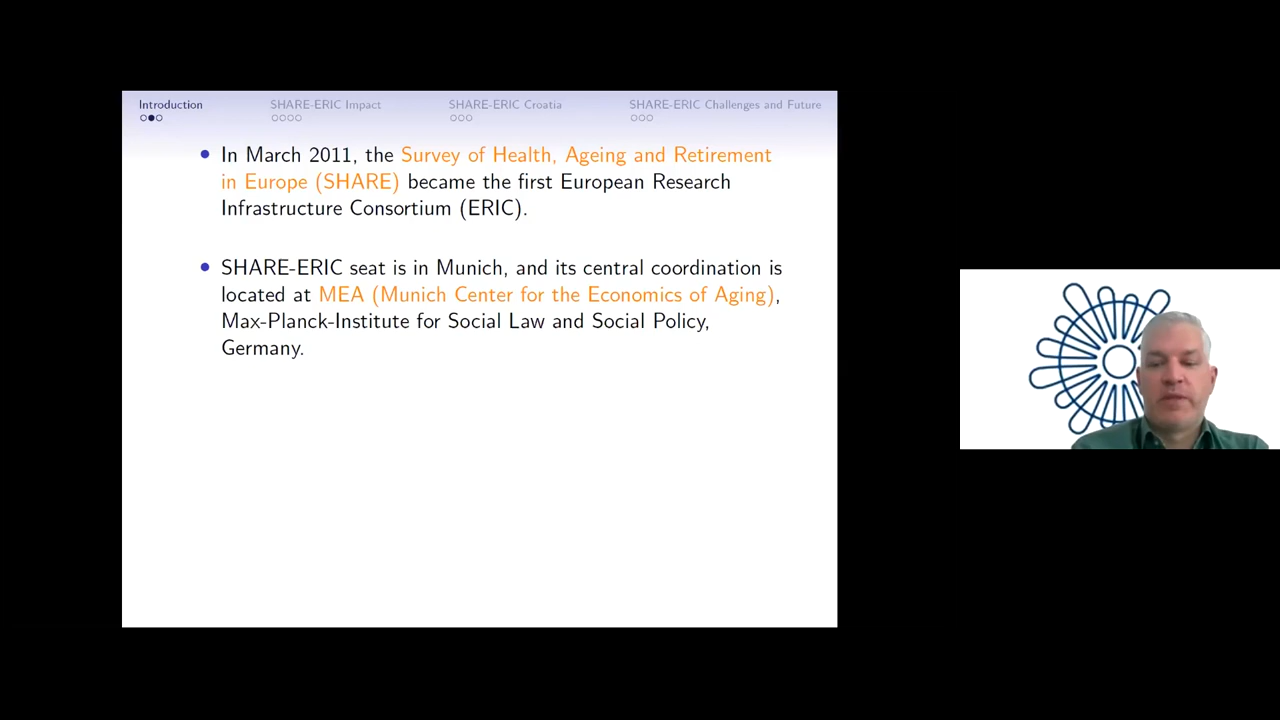 Introduction
SHARE-ERIC Impact
SHARE-ERIC Croatia
SHARE-ERIC Challenges and Future
In March 2011, the Survey of Health, Ageing and Retirement
in Europe (SHARE) became the first European Research
Infrastructure Consortium (ERIC).
SHARE-ERIC seat is in Munich, and its central coordination is
located at MEA (Munich Center for the Economics of Aging),
Max-Planck-Institute for Social Law and Social Policy,
Germany.